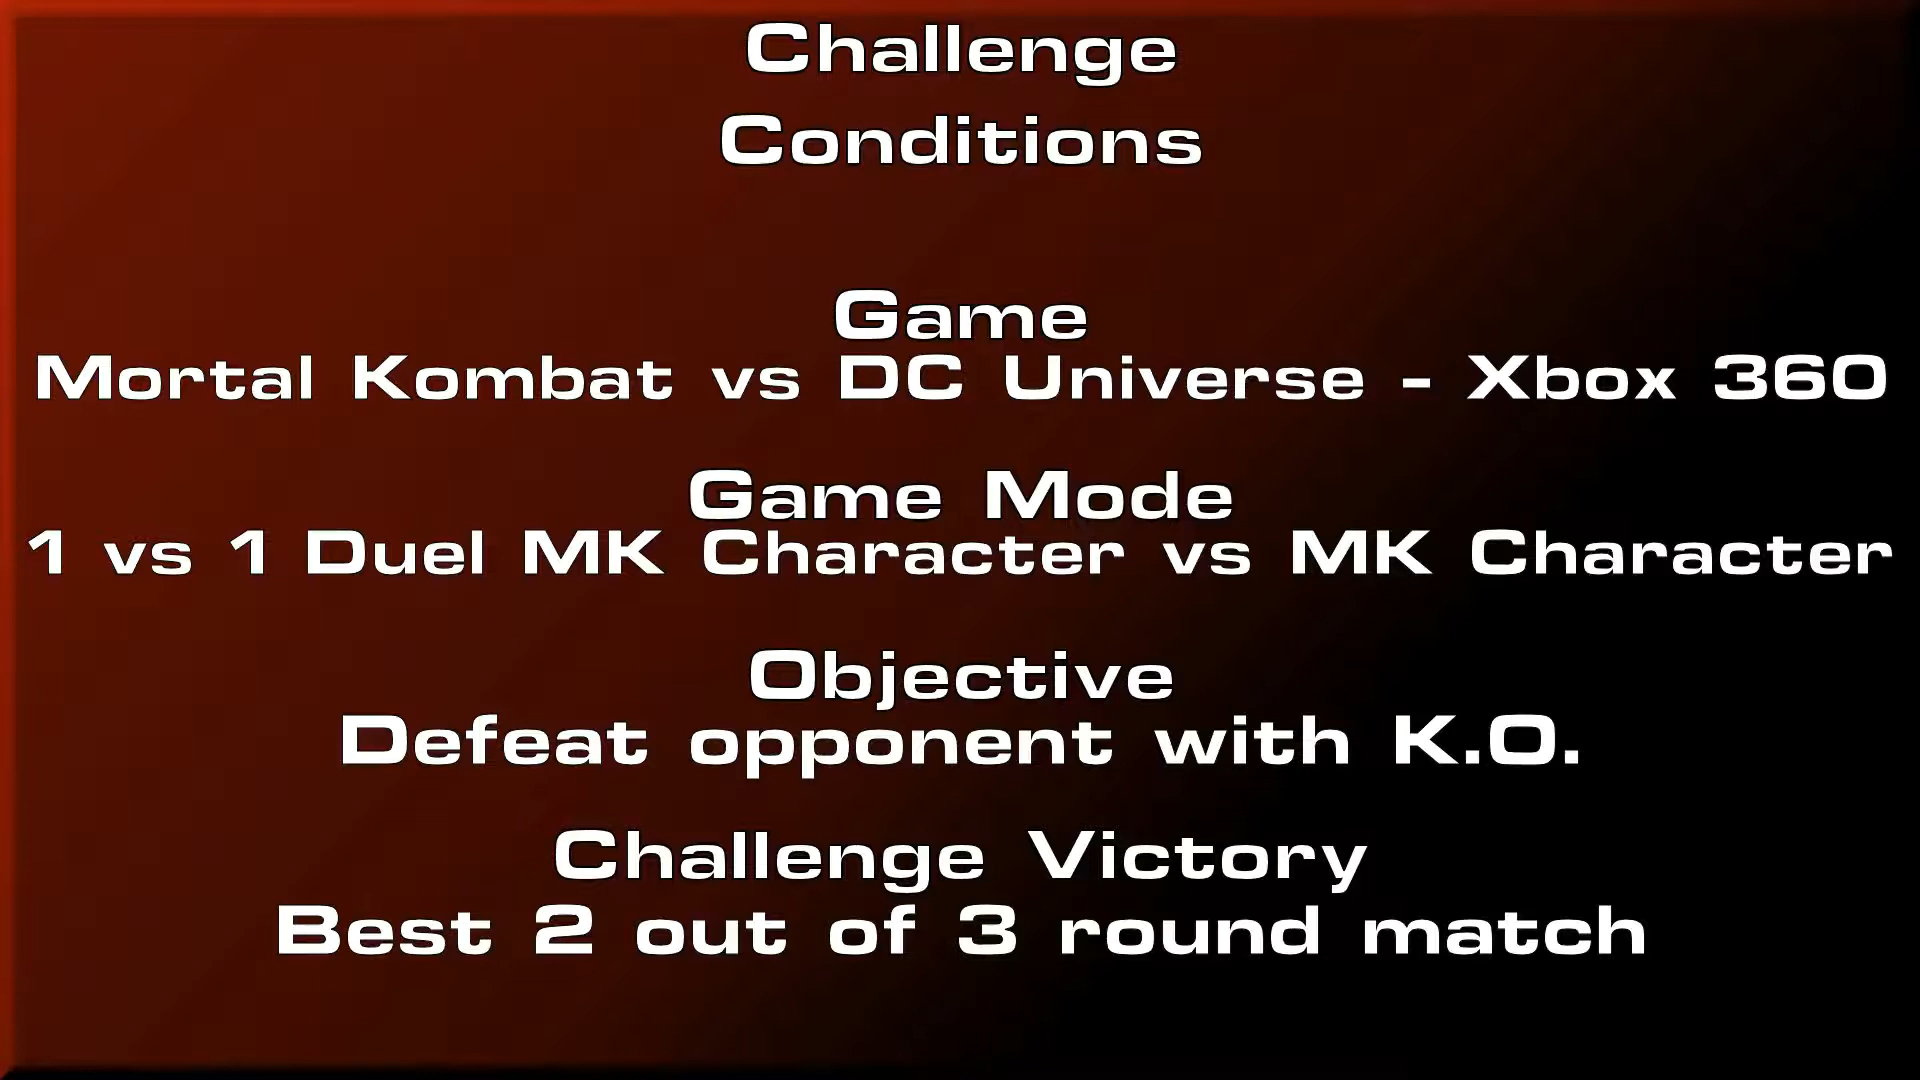 Challenge
Conditions
Game
Mortal Kombat vs DC Universe - Xbox 360
Game Mode
1 vs 1 Duel MK Character vs MK Character
Objective
Defeat opponent with K.O.
Challenge Victory
Best 2 out of 3 round match